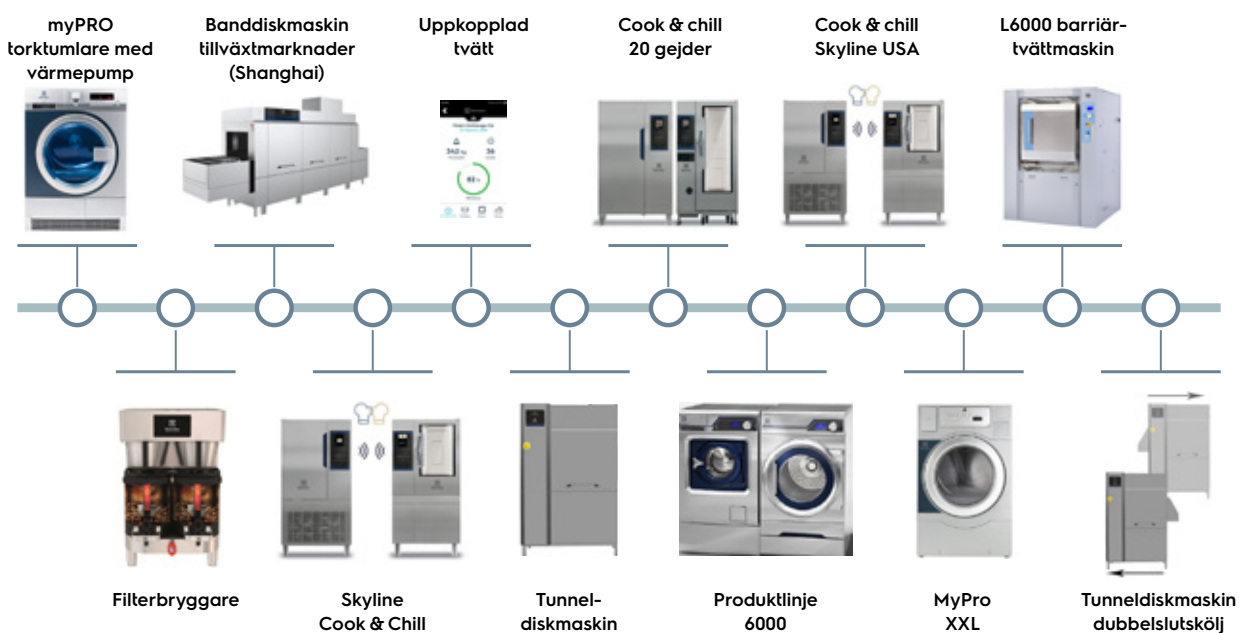 myPRO
torktumlare med
värmepump
Banddiskmaskin
tillväxtmarknader
(Shanghai)
Uppkopplad
tvätt
Cook & chill
20 gejder
Cook & chill
Skyline USA
L6000 barriär-
tvättmaskin
Filterbryggare
Skyline
Cook & Chill
Tunnel-
diskmaskin
Produktlinje
6000
MyPro
XXL
Tunneldiskmaskin
dubbelslutskölj